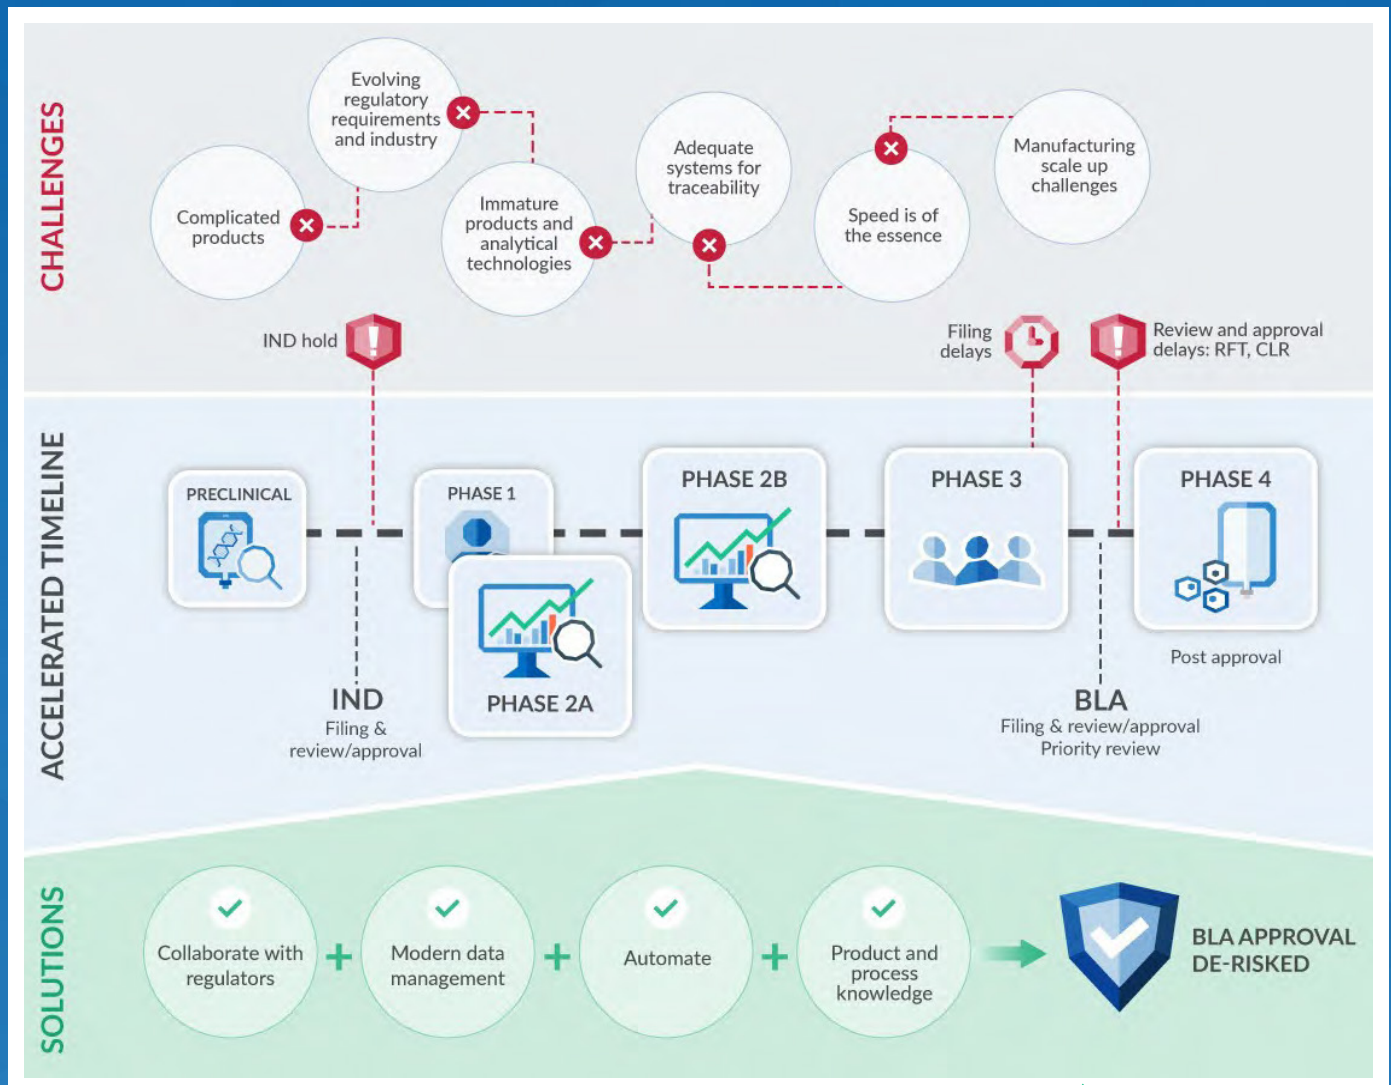 CHALLENGES
Evolving
regulatory
requirements
and industry
Complicated
products
Immature
products and
analytical
technologies
Adequate
systems for
traceability
Speed is of
the essence
Manufacturing
scale up
challenges
IND hold
Filing
delays
Review and approval
delays: RFT, CLR
ACCELERATED TIMELINE
PRECLINICAL
PHASE 1
PHASE 2A
PHASE 2B
PHASE 3
PHASE 4
Post approval
IND
Filing &
review/approval
BLA
Filing & review/approval
Priority review
SOLUTIONS
Collaborate with
regulators
+
Modern data
management
+
Automate
+
Product and
process
knowledge
BLA APPROVAL
DE-RISKED